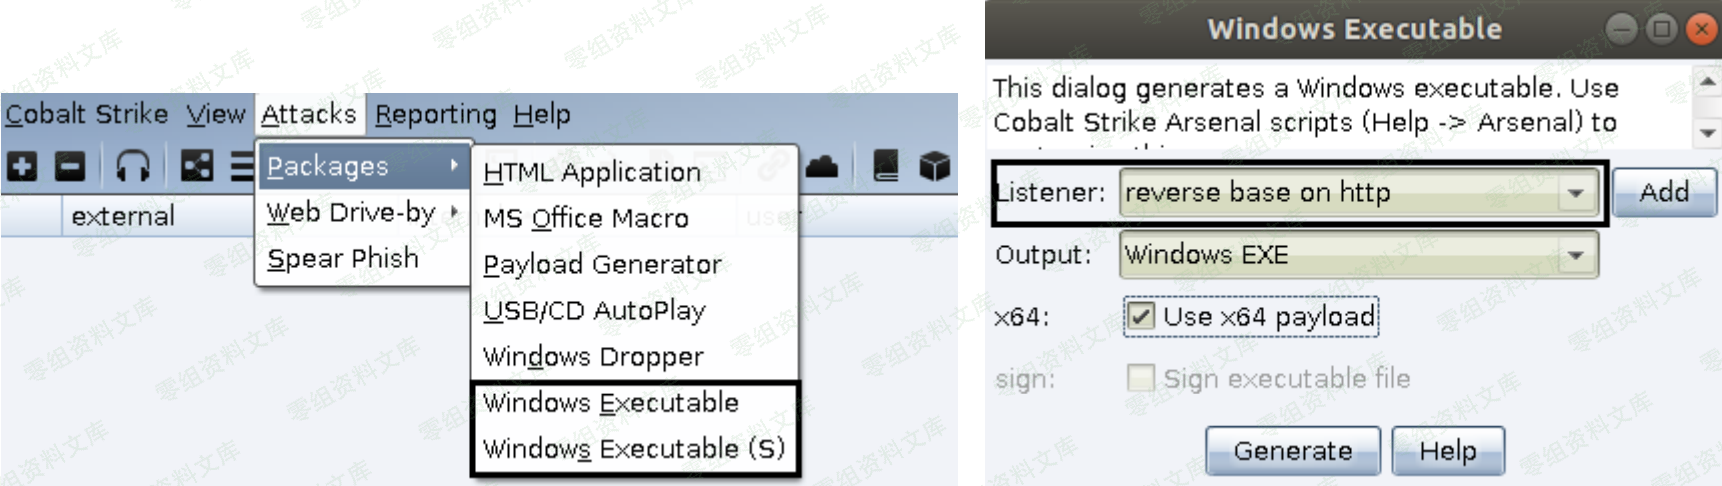 Cobalt Strike View Attacks Reporting Help
Packages
Web Drive-by
Spear Phish
external
user
HTML Application
MS Office Macro
Payload Generator
USB/CD AutoPlay
Windows Dropper
Windows Executable
Windows Executable (S)
Windows Executable
This dialog generates a Windows executable. Use
Cobalt Strike Arsenal scripts (Help -> Arsenal) to
Listener: reverse base on http Add
Output: Windows EXE
x64: Use x64 payload
sign: Sign executable file
Generate Help
零组资料文库